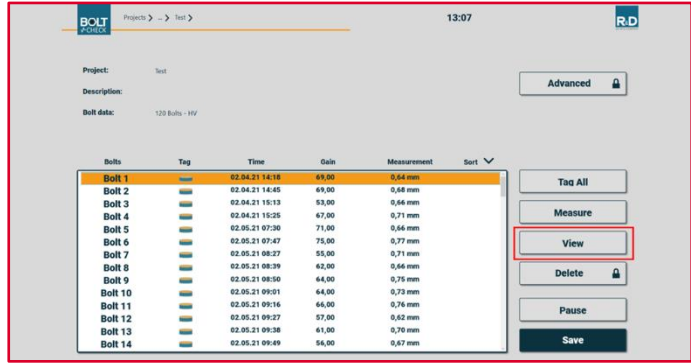 BOLT
CHECK
Projects > .. > Test >
13:07
R&D
Project: Test
Advanced
Description:
Bolt data: 120 Bolts - HV
Bolts Tag Time Gain Measurement Sort
Bolt 1 02.04.21 14:18 69,00 0,64 mm
Tag All
Bolt 2 02.04.21 14:45 69,00 0,68 mm
Bolt 3 02.04.21 15:13 53,00 0,66 mm
Bolt 4 02.04.21 15:25 67,00 0,71 mm
Measure
Bolt 5 02.05.21 07:30 71,00 0,66 mm
Bolt 6 02.05.21 07:47 75,00 0,77 mm
View
Bolt 7 02.05.21 08:27 55,00 0,71 mm
Bolt 8 02.05.21 08:39 62,00 0,66 mm
Delete
Bolt 9 02.05.21 08:50 64,00 0,75 mm
Bolt 10 02.05.21 09:01 64,00 0,73 mm
Bolt 11 02.05.21 09:16 66,00 0,76 mm
Pause
Bolt 12 02.05.21 09:27 57,00 0,62 mm
Bolt 13 02.05.21 09:38 61,00 0,70 mm
Save
Bolt 14 02.05.21 09:49 56,00 0,67 mm